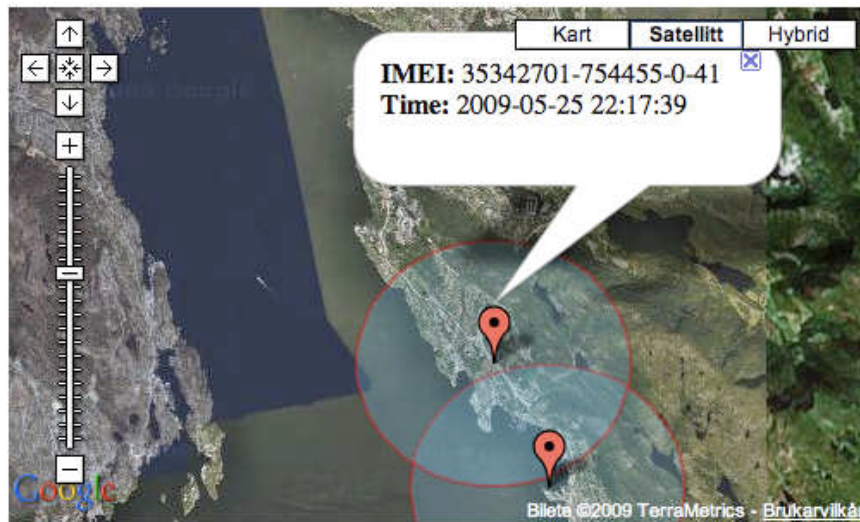 Kart Satellitt Hybrid
IMEI: 35342701-754455-0-41
Time: 2009-05-25 22:17:39
Google
Bilete ©2009 TerraMetrics - Brukarvilkår